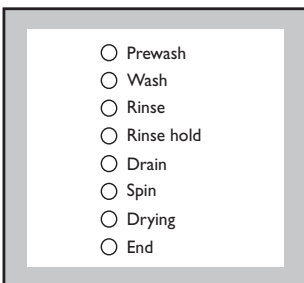 Prewash
Wash
Rinse
Rinse hold
Drain
Spin
Drying
End